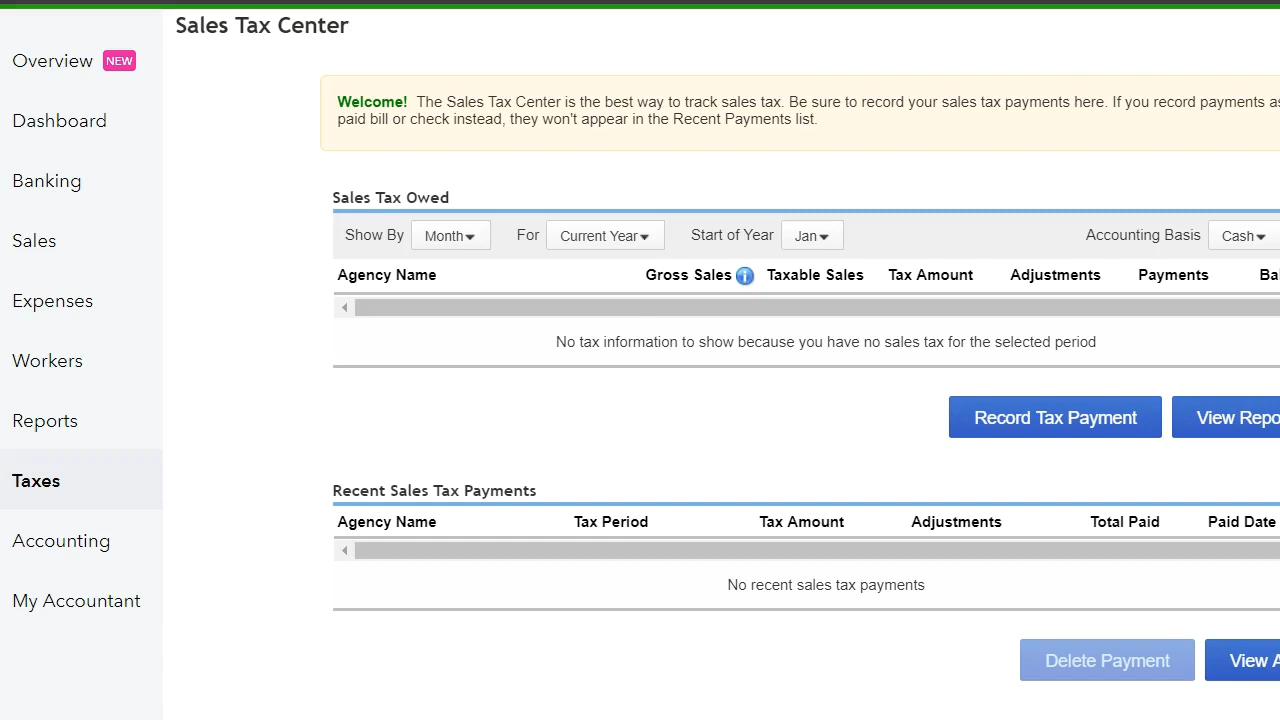 Sales Tax Center
Overview NEW
Dashboard
Banking
Sales
Expenses
Workers
Reports
Taxes
Accounting
My Accountant
Welcome! The Sales Tax Center is the best way to track sales tax. Be sure to record your sales tax payments here. If you record payments as
paid bill or check instead, they won't appear in the Recent Payments list.
Sales Tax Owed
Show By Month For Current Year Start of Year Jan Accounting Basis Cash
Agency Name Gross Sales Taxable Sales Tax Amount Adjustments Payments Ba
No tax information to show because you have no sales tax for the selected period
Record Tax Payment View Repo
Recent Sales Tax Payments
Agency Name Tax Period Tax Amount Adjustments Total Paid Paid Date
No recent sales tax payments
Delete Payment View A